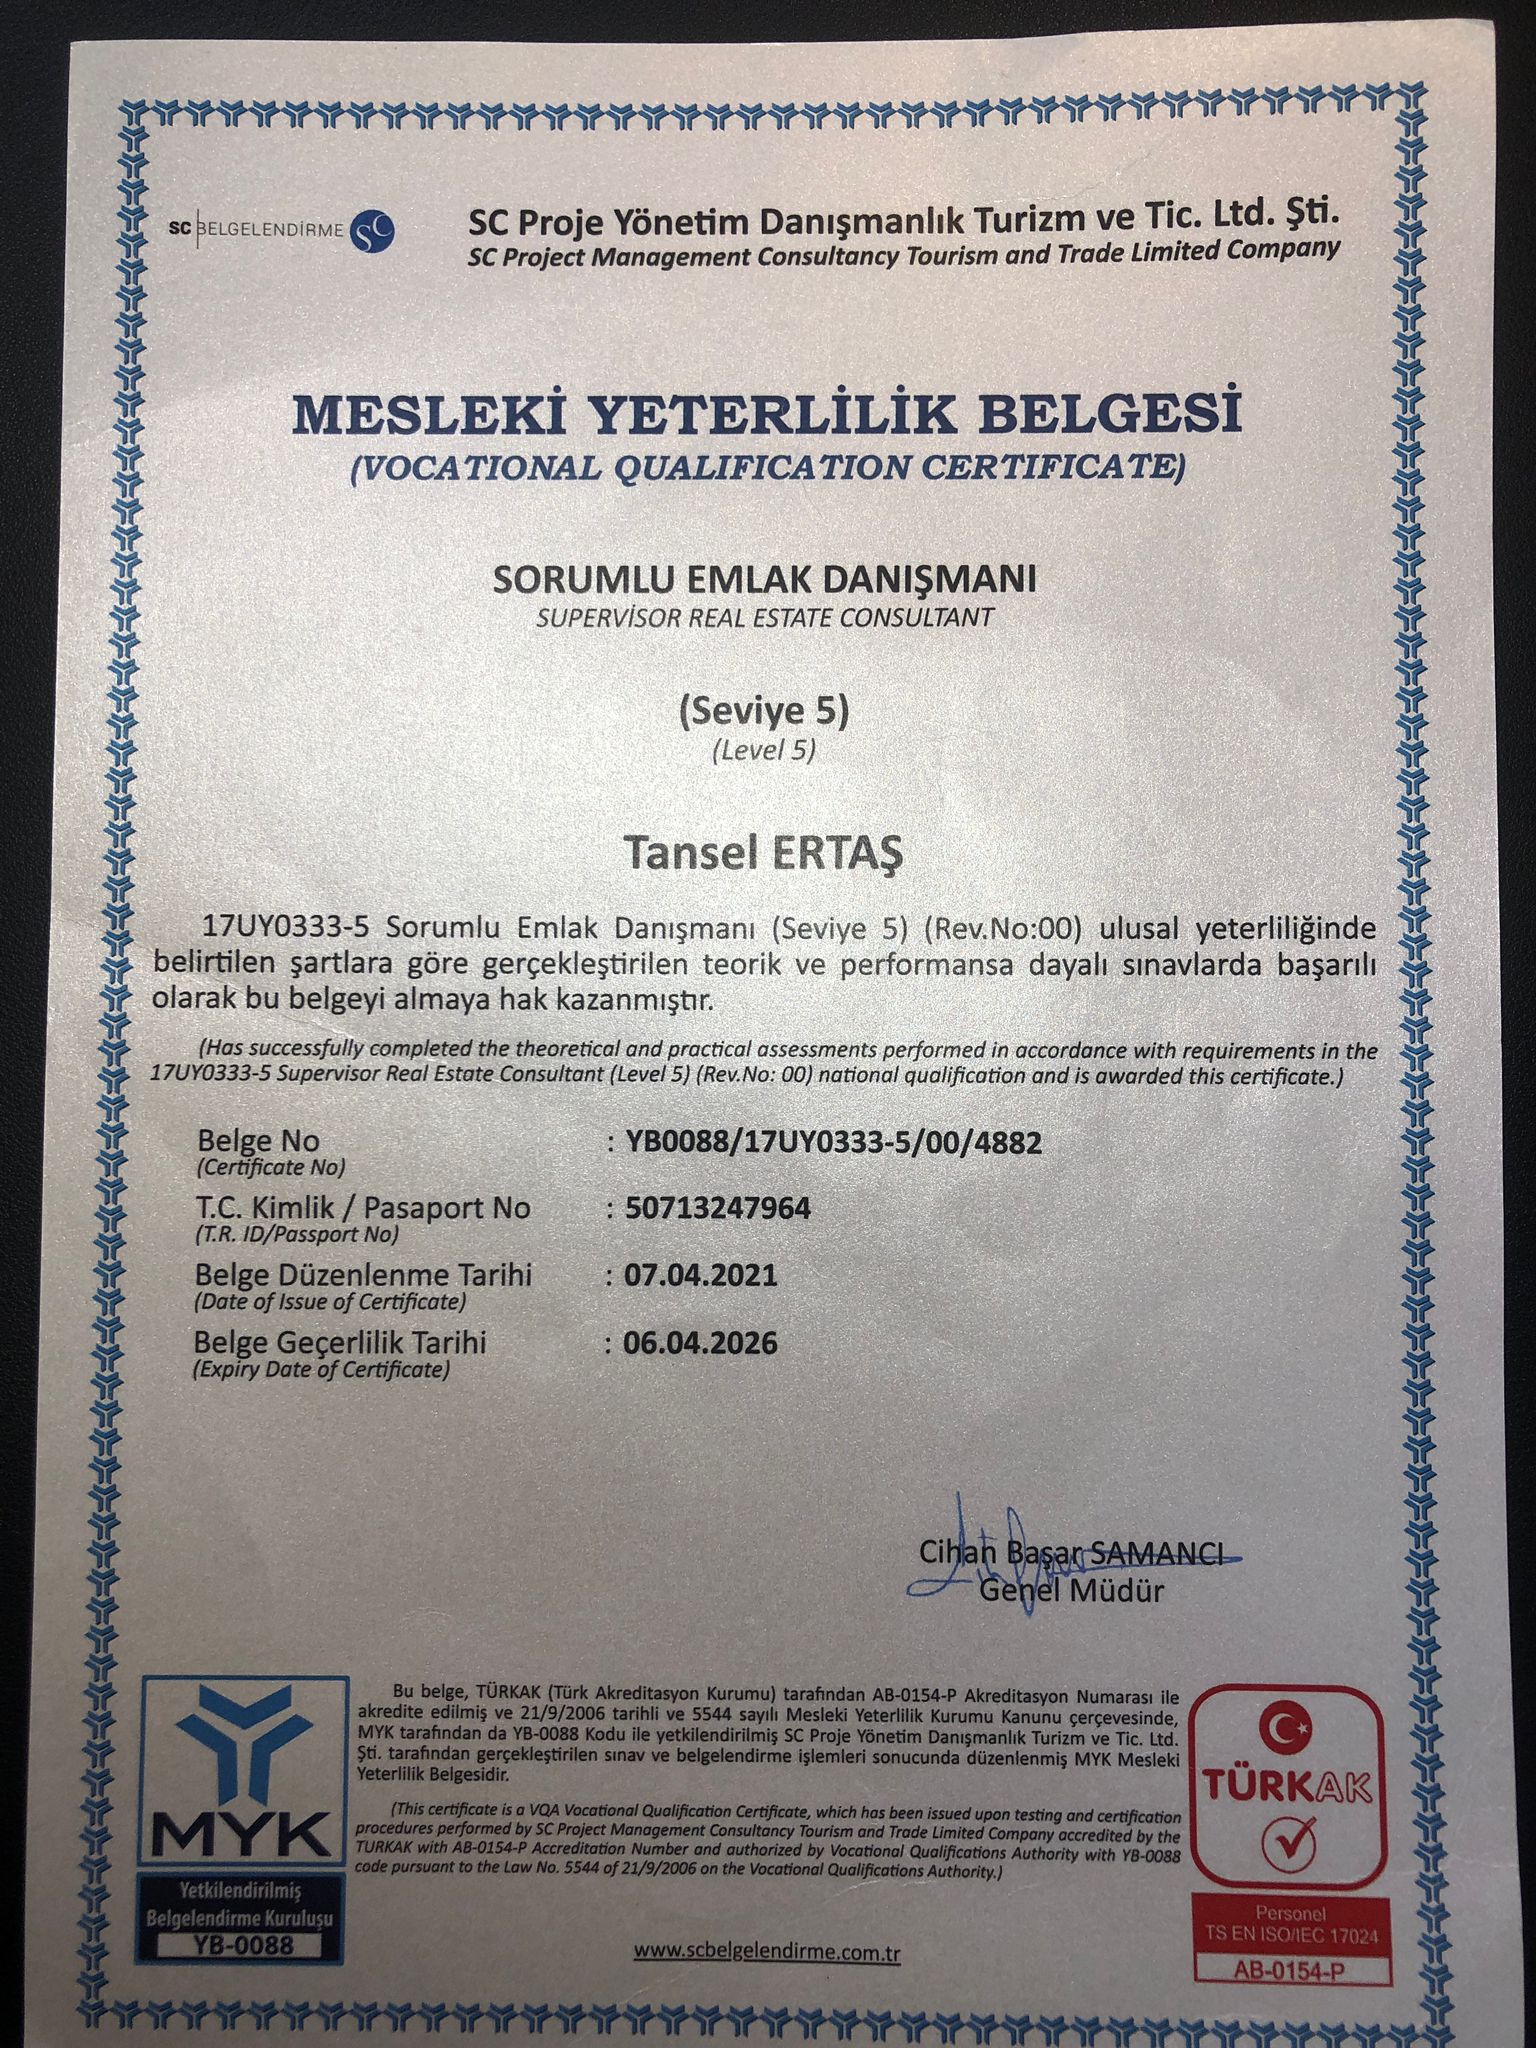 SC BELGELENDİRME SC
SC Proje Yönetim Danışmanlık Turizm ve Tic. Ltd. Şti.
SC Project Management Consultancy Tourism and Trade Limited Company
MESLEKİ YETERLİLİK BELGESİ
(VOCATIONAL QUALIFICATION CERTIFICATE)
SORUMLU EMLAK DANIŞMANI
SUPERVİSOR REAL ESTATE CONSULTANT
(Seviye 5)
(Level 5)
Tansel ERTAŞ
17UY0333-5 Sorumlu Emlak Danışmanı (Seviye 5) (Rev.No:00) ulusal yeterliliğinde
belirtilen şartlara göre gerçekleştirilen teorik ve performansa dayalı sınavlarda başarılı
olarak bu belgeyi almaya hak kazanmıştır.
(Has successfully completed the theoretical and practical assessments performed in accordance with requirements in the
17UY0333-5 Supervisor Real Estate Consultant (Level 5) (Rev.No: 00) national qualification and is awarded this certificate.)
Belge No : YB0088/17UY0333-5/00/4882
(Certificate No)
T.C. Kimlik / Pasaport No : 50713247964
(T.R. ID/Passport No)
Belge Düzenlenme Tarihi : 07.04.2021
(Date of Issue of Certificate)
Belge Geçerlilik Tarihi : 06.04.2026
(Expiry Date of Certificate)
Cihan Başar SAMANCI
Genel Müdür
Bu belge, TÜRKAK (Türk Akreditasyon Kurumu) tarafından AB-0154-P Akreditasyon Numarası ile
akredite edilmiş ve 21/9/2006 tarihli ve 5544 sayılı Mesleki Yeterlilik Kurumu Kanunu çerçevesinde,
MYK tarafından da YB-0088 Kodu ile yetkilendirilmiş SC Proje Yönetim Danışmanlık Turizm ve Tic. Ltd.
Şti. tarafından gerçekleştirilen sınav ve belgelendirme işlemleri sonucunda düzenlenmiş MYK Mesleki
Yeterlilik Belgesidir.
(This certificate is a VQA Vocational Qualification Certificate, which has been issued upon testing and certification
procedures performed by SC Project Management Consultancy Tourism and Trade Limited Company accredited by the
TURKAK with AB-0154-P Accreditation Number and authorized by Vocational Qualifications Authority with YB-0088
code pursuant to the Law No. 5544 of 21/9/2006 on the Vocational Qualifications Authority.)
MYK
Yetkilendirilmiş
Belgelendirme Kuruluşu
YB-0088
TÜRKAK
Personel
TS EN ISO/IEC 17024
AB-0154-P
www.scbelgelendirme.com.tr